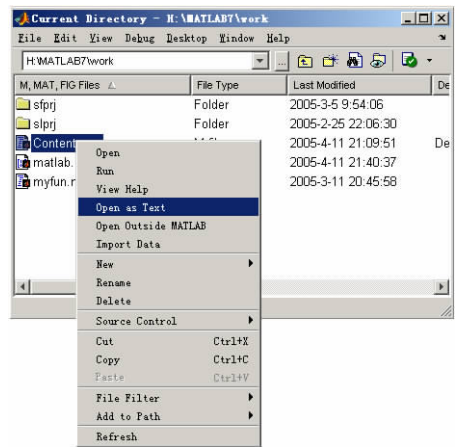 Current Directory - H:\MATLAB7\work
File Edit View Debug Desktop Window Help
H:\MATLAB7\work
M, MAT, FIG Files File Type Last Modified De
sfprj Folder 2005-3-5 9:54:06
slprj Folder 2005-2-25 22:06:30
Content 2005-4-11 21:09:51 De
matlab. 2005-4-11 21:40:37
myfun.r 2005-3-11 20:45:58
Open
Run
View Help
Open as Text
Open Outside MATLAB
Import Data
New
Rename
Delete
Source Control
Cut Ctrl+X
Copy Ctrl+C
Paste Ctrl+V
File Filter
Add to Path
Refresh